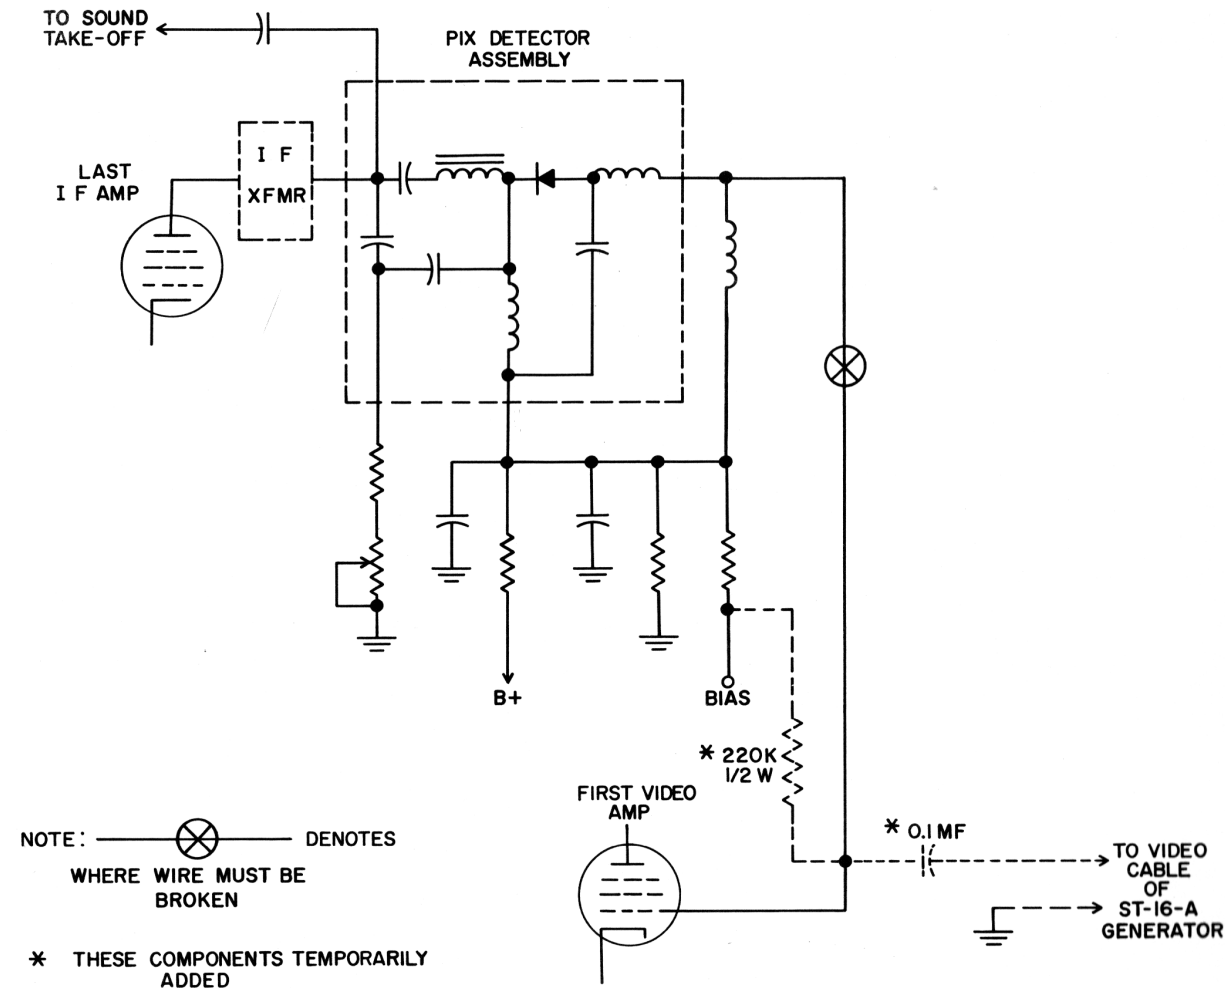 TO SOUND
TAKE-OFF
PIX DETECTOR
ASSEMBLY
I F
XFMR
LAST
I F AMP
B+
BIAS
* 220K
1/2 W
FIRST VIDEO
AMP
* 0.1 MF
TO VIDEO
CABLE
OF
ST-16-A
GENERATOR
NOTE: DENOTES
WHERE WIRE MUST BE
BROKEN
* THESE COMPONENTS TEMPORARILY
ADDED